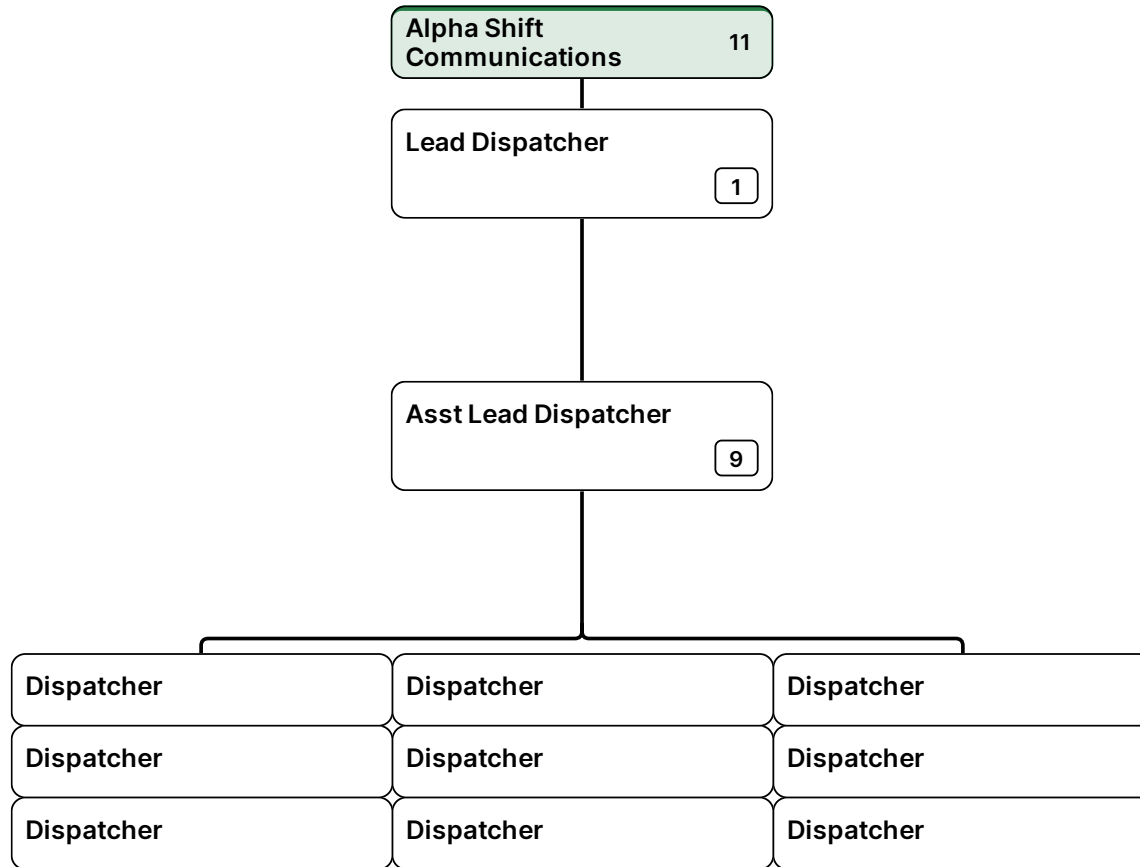 Alpha Shift
Communications
11
Lead Dispatcher
1
Asst Lead Dispatcher
9
Dispatcher
Dispatcher
Dispatcher
Dispatcher
Dispatcher
Dispatcher
Dispatcher
Dispatcher
Dispatcher